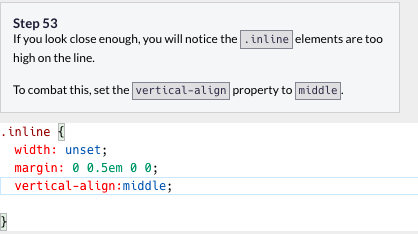 Step 53
If you look close enough, you will notice the .inline elements are too
high on the line.
To combat this, set the vertical-align property to middle.
.inline {
  width: unset;
  margin: 0 0.5em 0 0;
  vertical-align:middle;
}